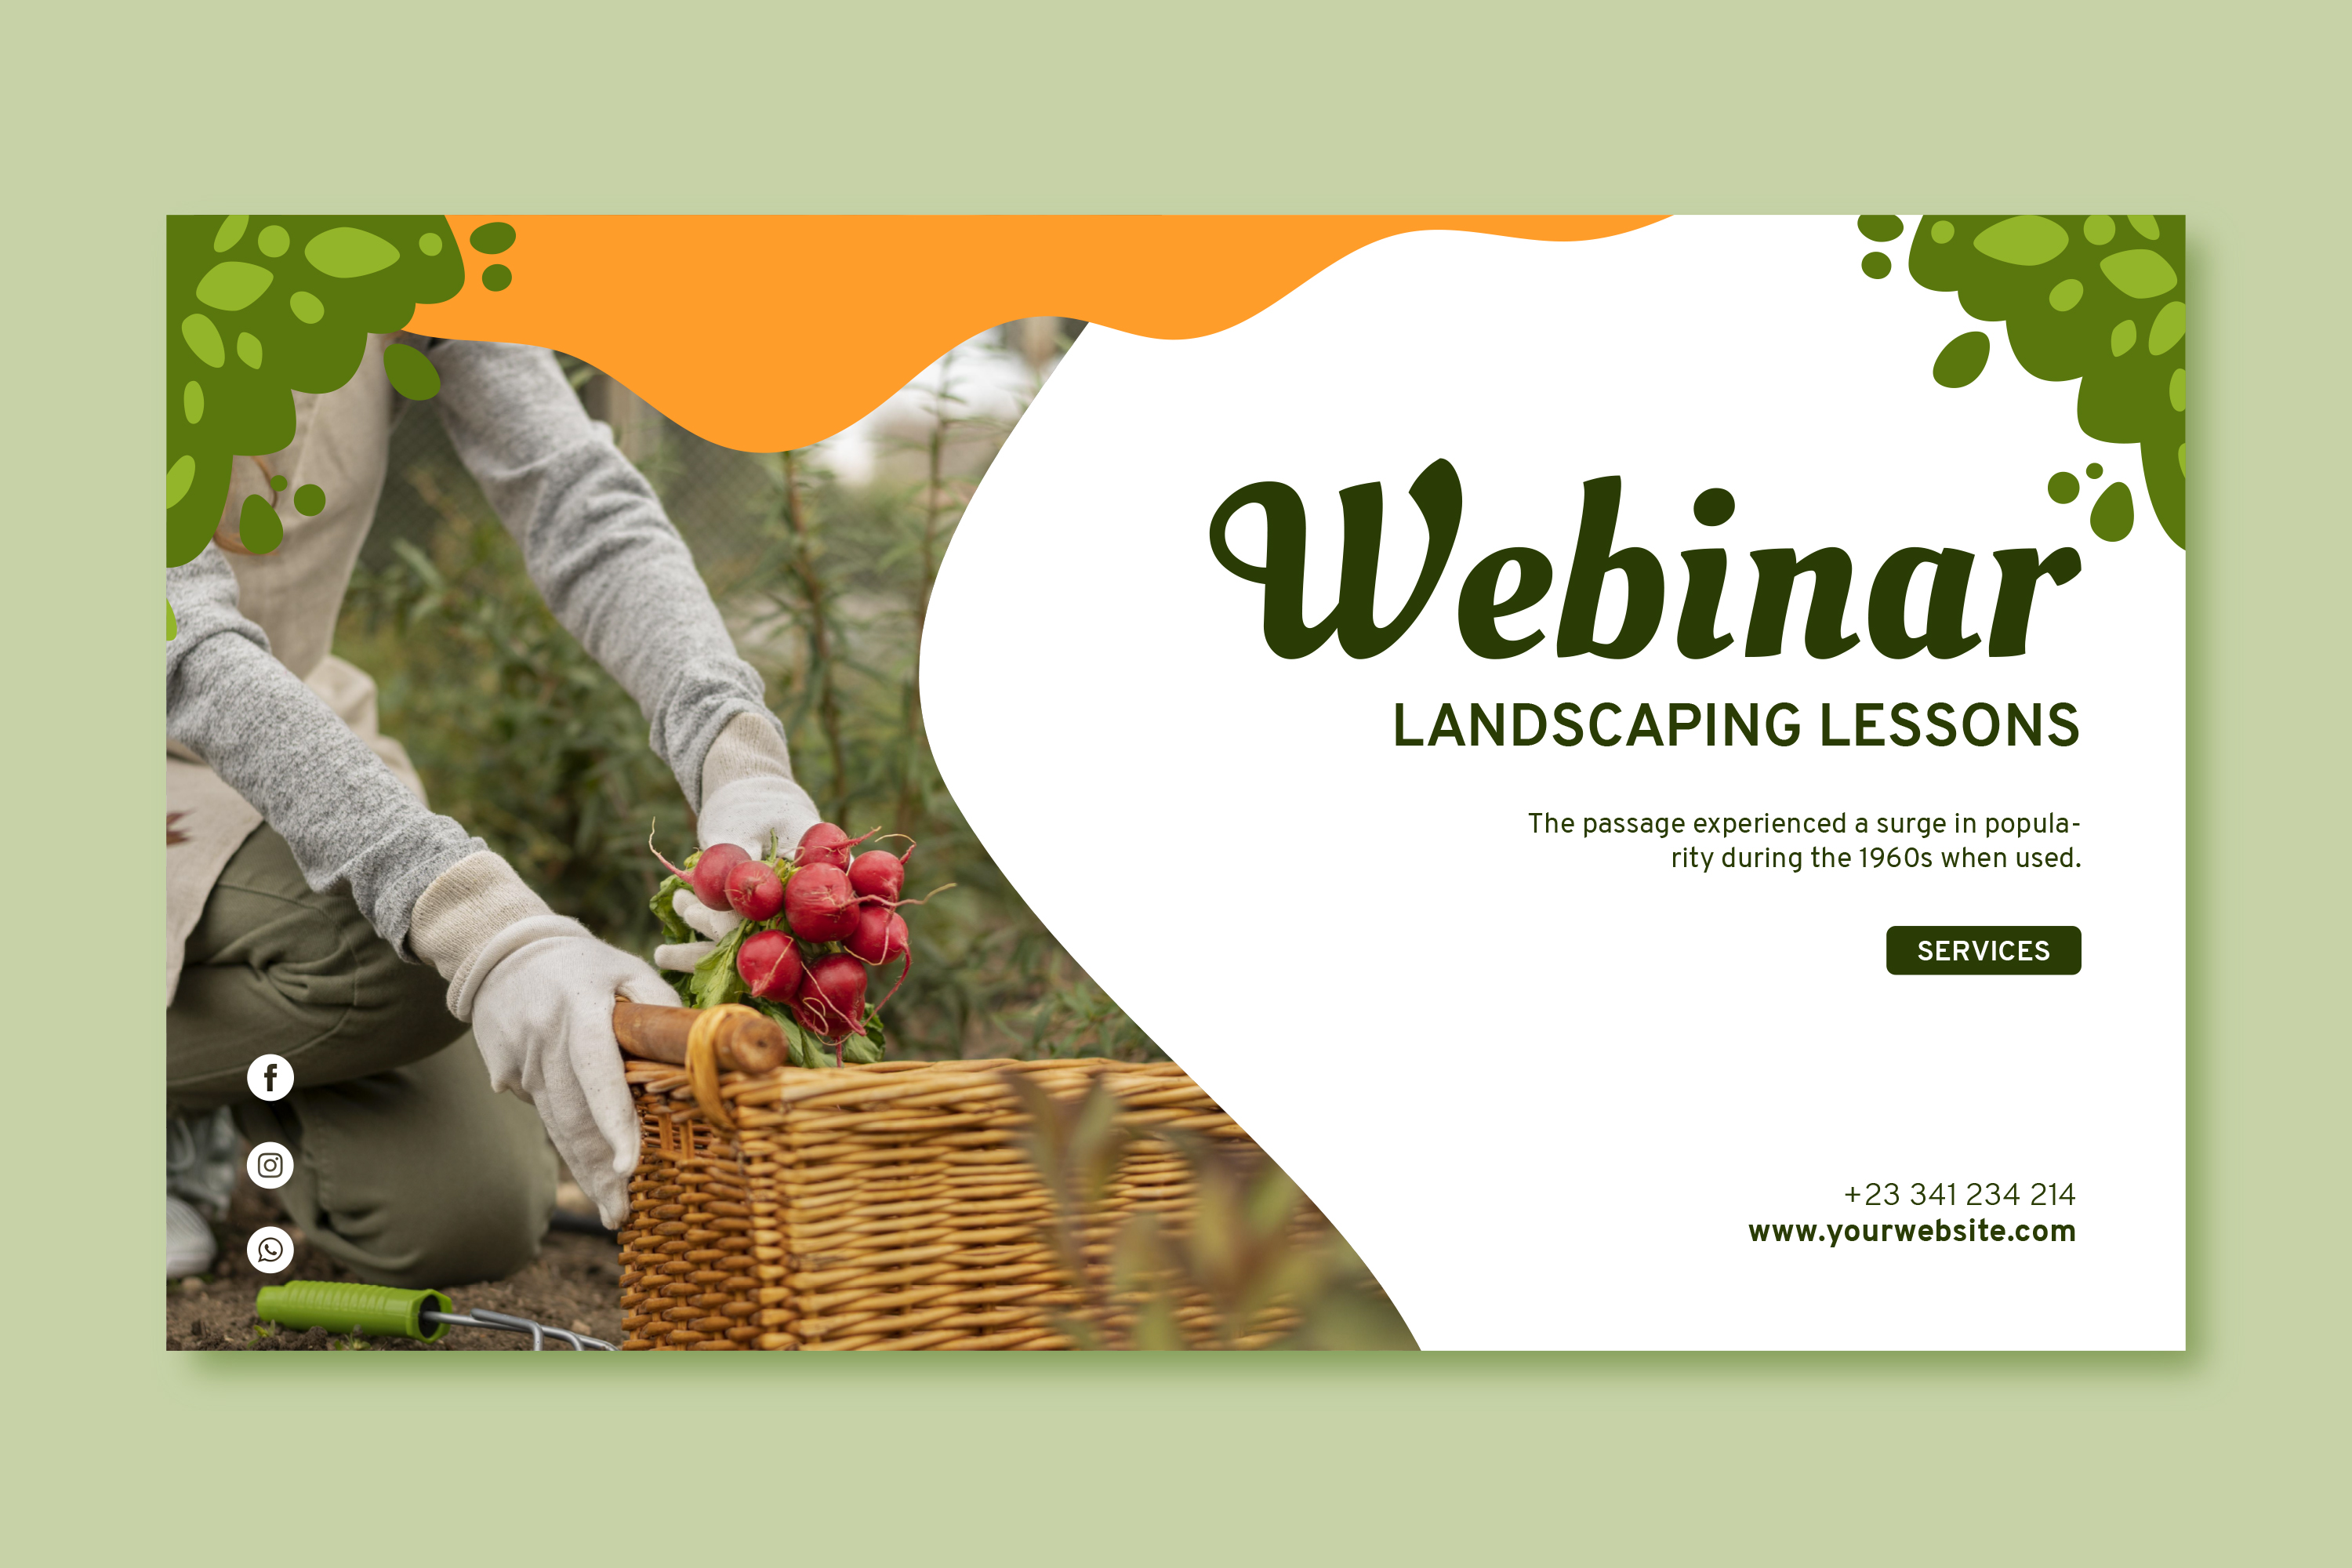 Webinar
LANDSCAPING LESSONS
The passage experienced a surge in popula-
rity during the 1960s when used.
SERVICES
+23 341 234 214
www.yourwebsite.com